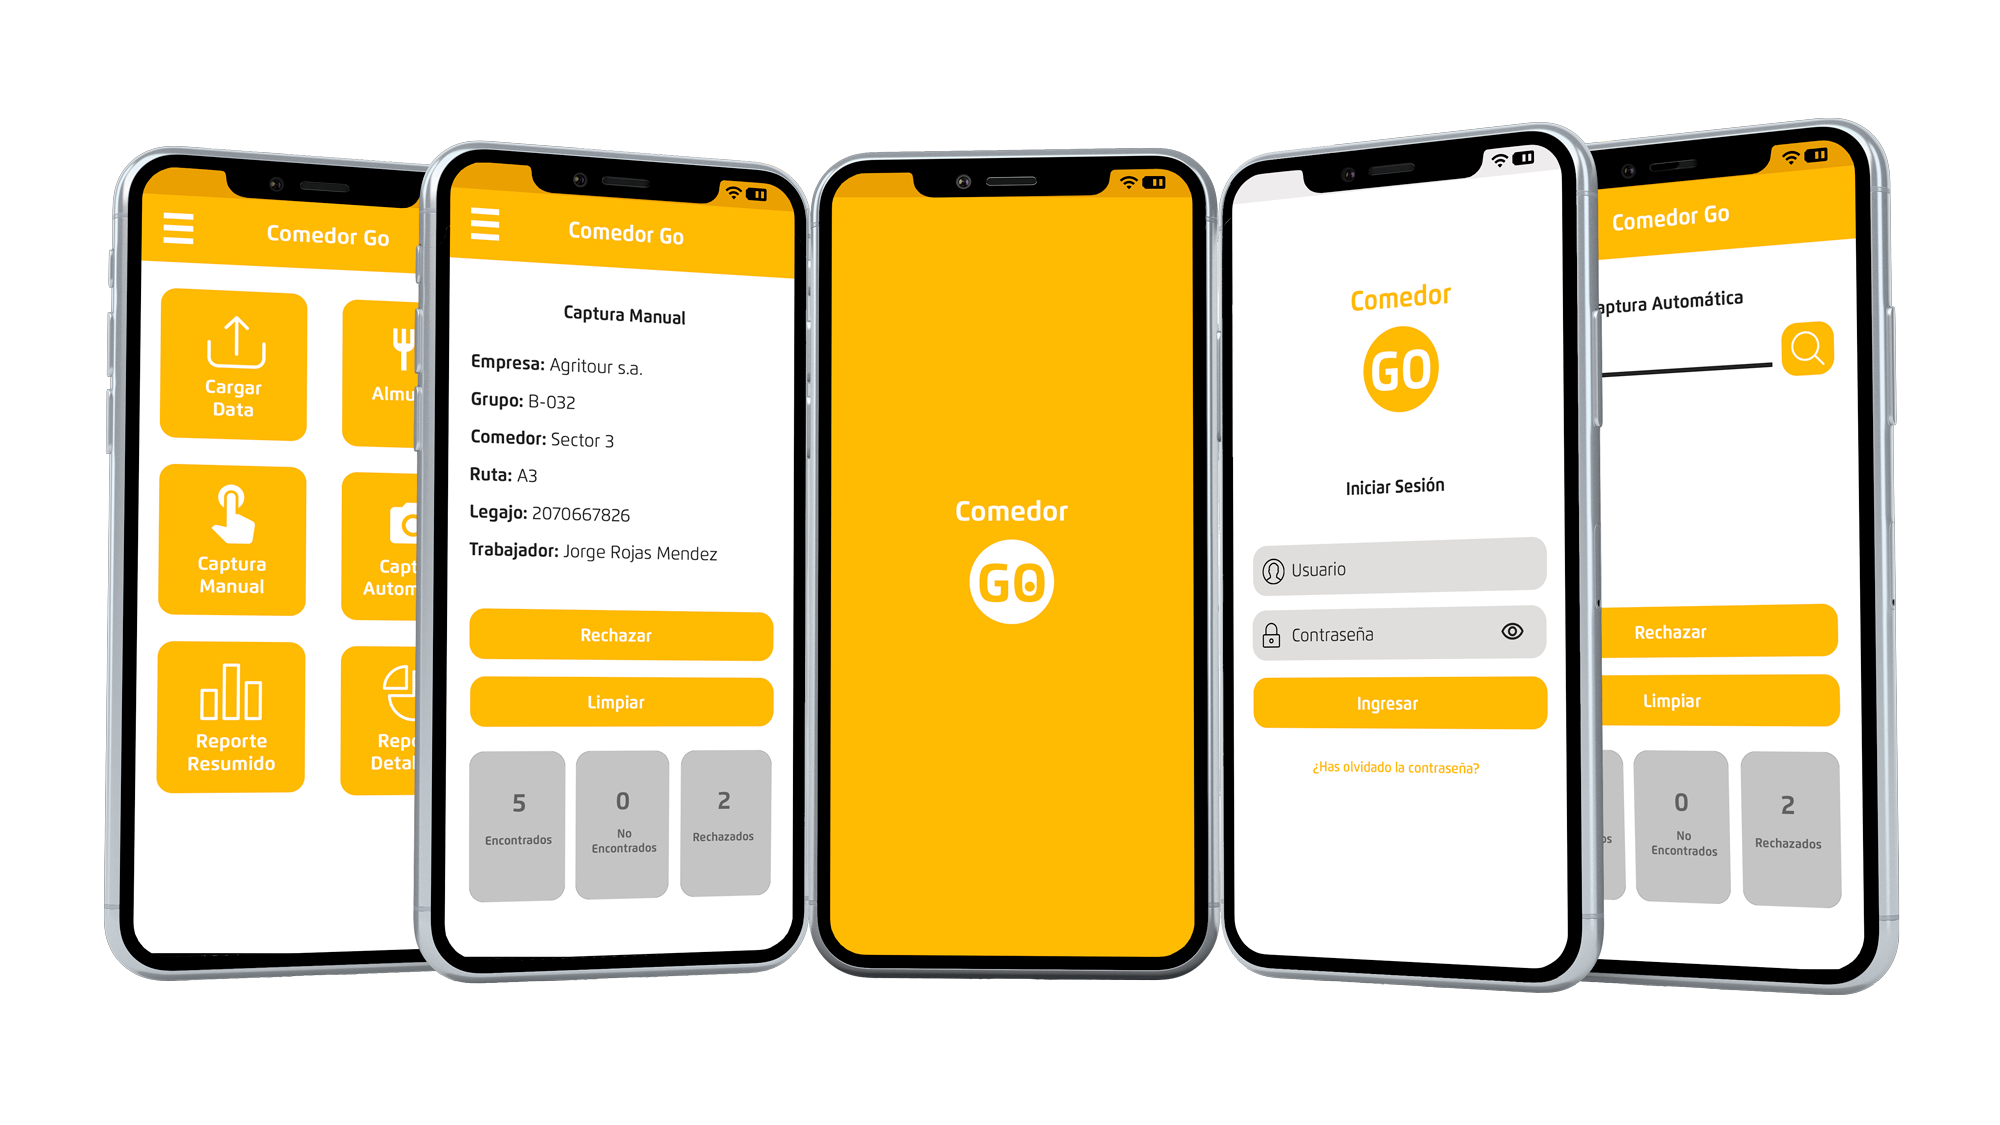 Comedor Go
Cargar
Data
Almu
Captura
Manual
Capt
Autom
Reporte
Resumido
Repo
Detal
Comedor Go
Captura Manual
Empresa: Agritour s.a.
Grupo: B-032
Comedor: Sector 3
Ruta: A3
Legajo: 2070667826
Trabajador: Jorge Rojas Mendez
Rechazar
Limpiar
5
Encontrados
0
No
Encontrados
2
Rechazados
Comedor
GO
Comedor
GO
Iniciar Sesión
Usuario
Contraseña
Ingresar
¿Has olvidado la contraseña?
Comedor Go
aptura Automática
Rechazar
Limpiar
os
0
No
Encontrados
2
Rechazados